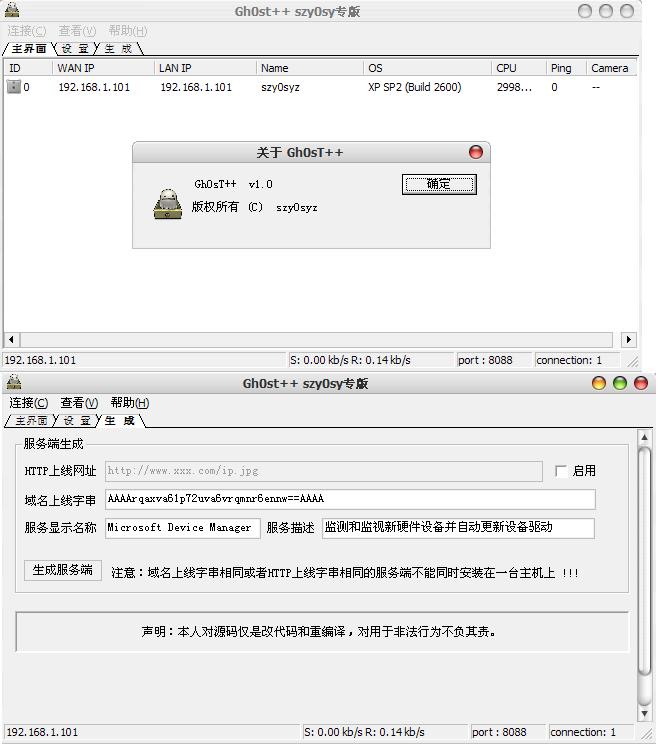 Gh0st++ szy0sy专版
连接(C) 查看(V) 帮助(H)
主界面 设 置 生 成
ID WAN IP LAN IP Name OS CPU Ping Camera
0 192.168.1.101 192.168.1.101 szy0syz XP SP2 (Build 2600) 2998... 0 --
关于 Gh0sT++
Gh0sT++ v1.0
确定
版权所有 (C) szy0syz
192.168.1.101 S: 0.00 kb/s R: 0.14 kb/s port : 8088 connection: 1
Gh0st++ szy0sy专版
连接(C) 查看(V) 帮助(H)
主界面 设 置 生 成
服务端生成
HTTP上线网址 http://www.xxx.com/ip.jpg 启用
域名上线字串 AAAArqaxva61p72uva6vrqmnr6ennw==AAAA
服务显示名称 Microsoft Device Manager 服务描述 监测和监视新硬件设备并自动更新设备驱动
生成服务端 注意：域名上线字串相同或者HTTP上线字串相同的服务端不能同时安装在一台主机上 !!!
声明：本人对源码仅是改代码和重编译，对用于非法行为不负其责。
192.168.1.101 S: 0.00 kb/s R: 0.14 kb/s port : 8088 connection: 1